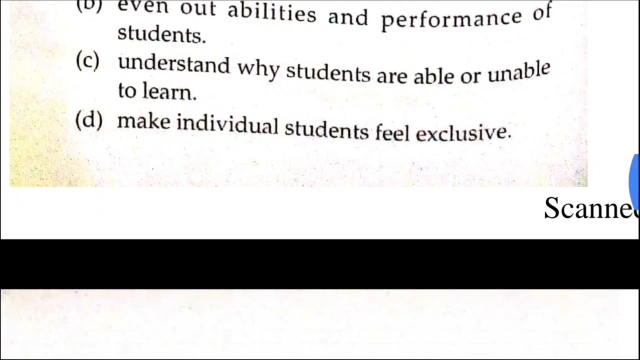 (b) even out abilities and performance of
students.
(c) understand why students are able or unable
to learn.
(d) make individual students feel exclusive.
Scanne